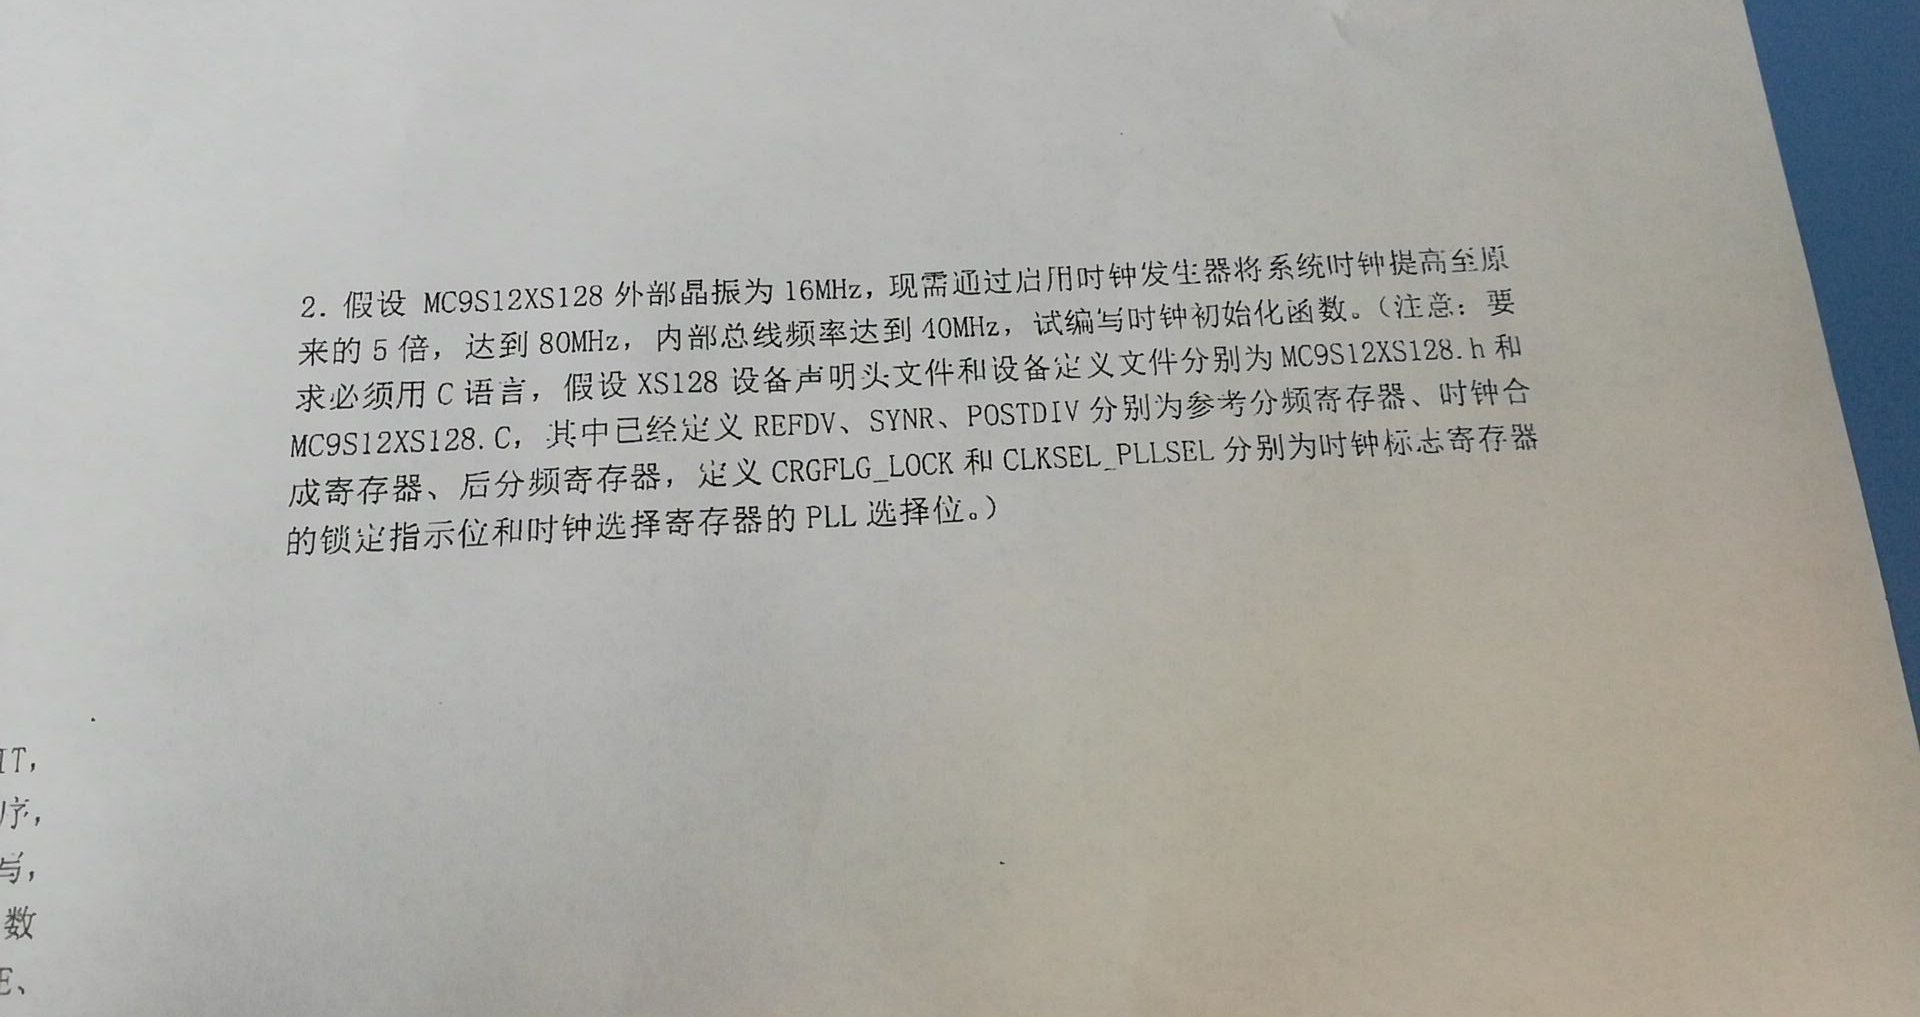 2. 假设 MC9S12XS128 外部晶振为 16MHz，现需通过启用时钟发生器将系统时钟提高至原
来的 5 倍，达到 80MHz，内部总线频率达到 40MHz，试编写时钟初始化函数。（注意：要
求必须用 C 语言，假设 XS128 设备声明头文件和设备定义文件分别为 MC9S12XS128.h 和
MC9S12XS128.C，其中已经定义 REFDV、SYNR、POSTDIV 分别为参考分频寄存器、时钟合
成寄存器、后分频寄存器，定义 CRGFLG_LOCK 和 CLKSEL_PLLSEL 分别为时钟标志寄存器
的锁定指示位和时钟选择寄存器的 PLL 选择位。）
IT，
序，
写，
数
E、